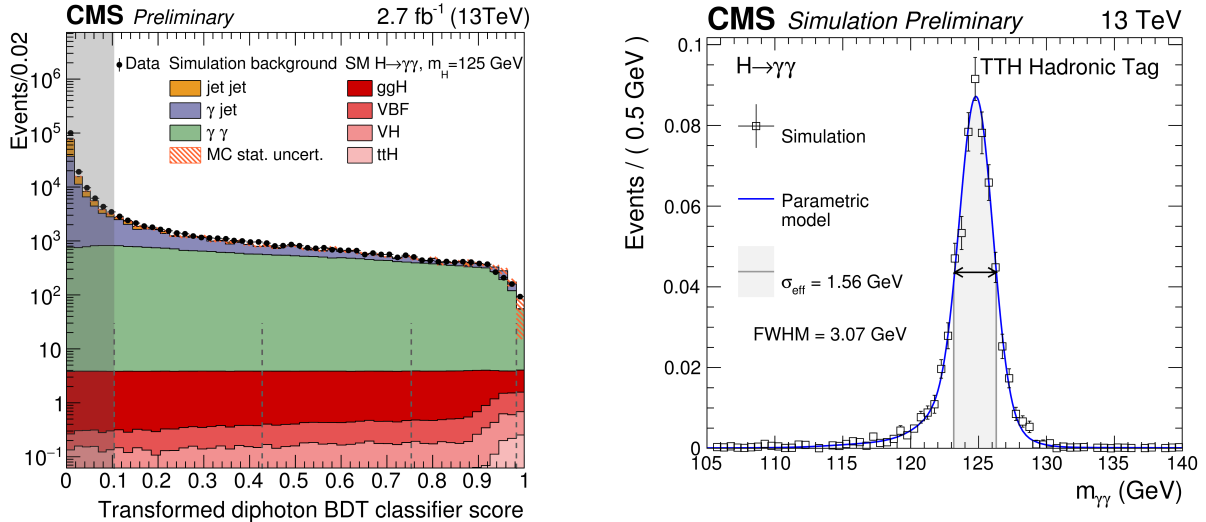 CMS Preliminary 2.7 fb⁻¹ (13TeV)
Events/0.02
10⁶
10⁵
10⁴
10³
10²
10
1
10⁻¹
Data Simulation background SM H→γγ, m_H=125 GeV
jet jet ggH
γ jet VBF
γ γ VH
MC stat. uncert. ttH
0 0.1 0.2 0.3 0.4 0.5 0.6 0.7 0.8 0.9 1
Transformed diphoton BDT classifier score
CMS Simulation Preliminary 13 TeV
Events / ( 0.5 GeV )
0.1
0.08
0.06
0.04
0.02
0
H→γγ TTH Hadronic Tag
Simulation
Parametric
model
σ_eff = 1.56 GeV
FWHM = 3.07 GeV
105 110 115 120 125 130 135 140
m_γγ (GeV)